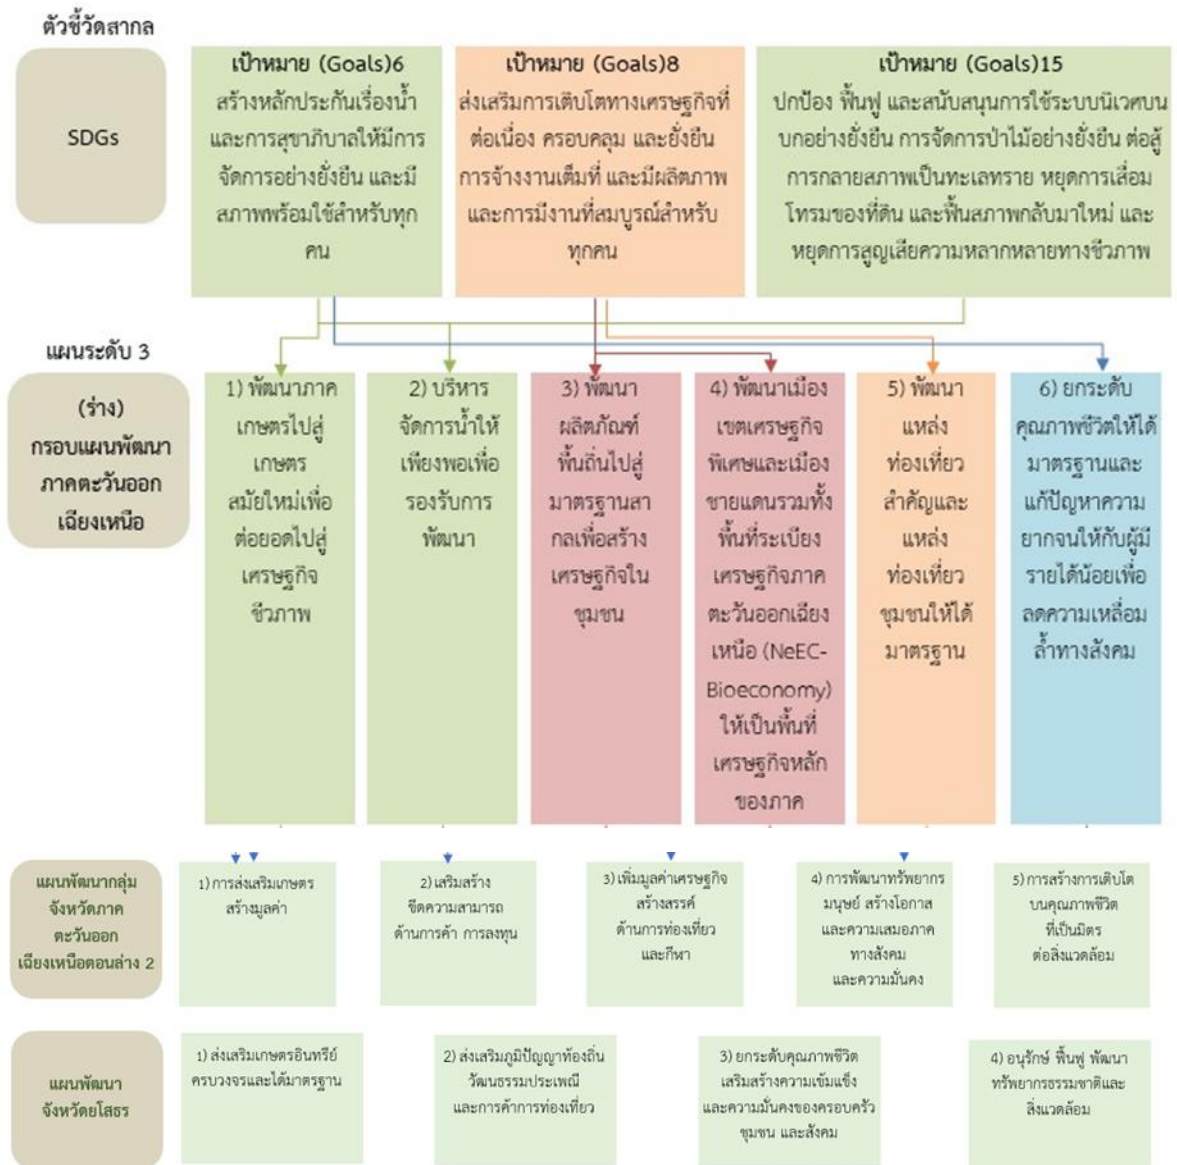 ตัวชี้วัดสากล
SDGs
เป้าหมาย (Goals)6
สร้างหลักประกันเรื่องน้ำ
และการสุขาภิบาลให้มีการ
จัดการอย่างยั่งยืน และมี
สภาพพร้อมใช้สำหรับทุก
คน
เป้าหมาย (Goals)8
ส่งเสริมการเติบโตทางเศรษฐกิจที่
ต่อเนื่อง ครอบคลุม และยั่งยืน
การจ้างงานเต็มที่ และมีผลิตภาพ
และการมีงานที่สมบูรณ์สำหรับ
ทุกคน
เป้าหมาย (Goals)15
ปกป้อง ฟื้นฟู และสนับสนุนการใช้ระบบนิเวศบน
บกอย่างยั่งยืน การจัดการป่าไม้อย่างยั่งยืน ต่อสู้
การกลายสภาพเป็นทะเลทราย หยุดการเสื่อม
โทรมของที่ดิน และฟื้นสภาพกลับมาใหม่ และ
หยุดการสูญเสียความหลากหลายทางชีวภาพ
แผนระดับ 3
(ร่าง)
กรอบแผนพัฒนา
ภาคตะวันออก
เฉียงเหนือ
1) พัฒนาภาค
เกษตรไปสู่
เกษตร
สมัยใหม่เพื่อ
ต่อยอดไปสู่
เศรษฐกิจ
ชีวภาพ
2) บริหาร
จัดการน้ำให้
เพียงพอเพื่อ
รองรับการ
พัฒนา
3) พัฒนา
ผลิตภัณฑ์
พื้นถิ่นไปสู่
มาตรฐานสา
กลเพื่อสร้าง
เศรษฐกิจใน
ชุมชน
4) พัฒนาเมือง
เขตเศรษฐกิจ
พิเศษและเมือง
ชายแดนรวมทั้ง
พื้นที่ระเบียง
เศรษฐกิจภาค
ตะวันออกเฉียง
เหนือ (NeEC-
Bioeconomy)
ให้เป็นพื้นที่
เศรษฐกิจหลัก
ของภาค
5) พัฒนา
แหล่ง
ท่องเที่ยว
สำคัญและ
แหล่ง
ท่องเที่ยว
ชุมชนให้ได้
มาตรฐาน
6) ยกระดับ
คุณภาพชีวิตให้ได้
มาตรฐานและ
แก้ปัญหาความ
ยากจนให้กับผู้มี
รายได้น้อยเพื่อ
ลดความเหลื่อม
ล้ำทางสังคม
แผนพัฒนากลุ่ม
จังหวัดภาค
ตะวันออก
เฉียงเหนือตอนล่าง 2
1) การส่งเสริมเกษตร
สร้างมูลค่า
2) เสริมสร้าง
ขีดความสามารถ
ด้านการค้า การลงทุน
3) เพิ่มมูลค่าเศรษฐกิจ
สร้างสรรค์
ด้านการท่องเที่ยว
และกีฬา
4) การพัฒนาทรัพยากร
มนุษย์ สร้างโอกาส
และความเสมอภาค
ทางสังคม
และความมั่นคง
5) การสร้างการเติบโต
บนคุณภาพชีวิต
ที่เป็นมิตร
ต่อสิ่งแวดล้อม
แผนพัฒนา
จังหวัดยโสธร
1) ส่งเสริมเกษตรอินทรีย์
ครบวงจรและได้มาตรฐาน
2) ส่งเสริมภูมิปัญญาท้องถิ่น
วัฒนธรรมประเพณี
และการค้าการท่องเที่ยว
3) ยกระดับคุณภาพชีวิต
เสริมสร้างความเข้มแข็ง
และความมั่นคงของครอบครัว
ชุมชน และสังคม
4) อนุรักษ์ ฟื้นฟู พัฒนา
ทรัพยากรธรรมชาติและ
สิ่งแวดล้อม